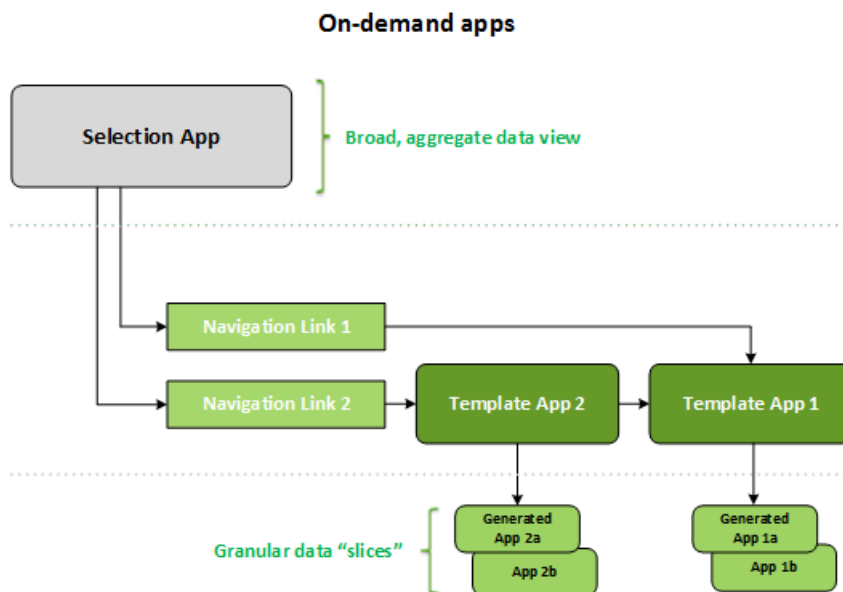 On-demand apps
Selection App
Broad, aggregate data view
Navigation Link 1
Navigation Link 2
Template App 2
Template App 1
Granular data “slices”
Generated
App 2a
App 2b
Generated
App 1a
App 1b